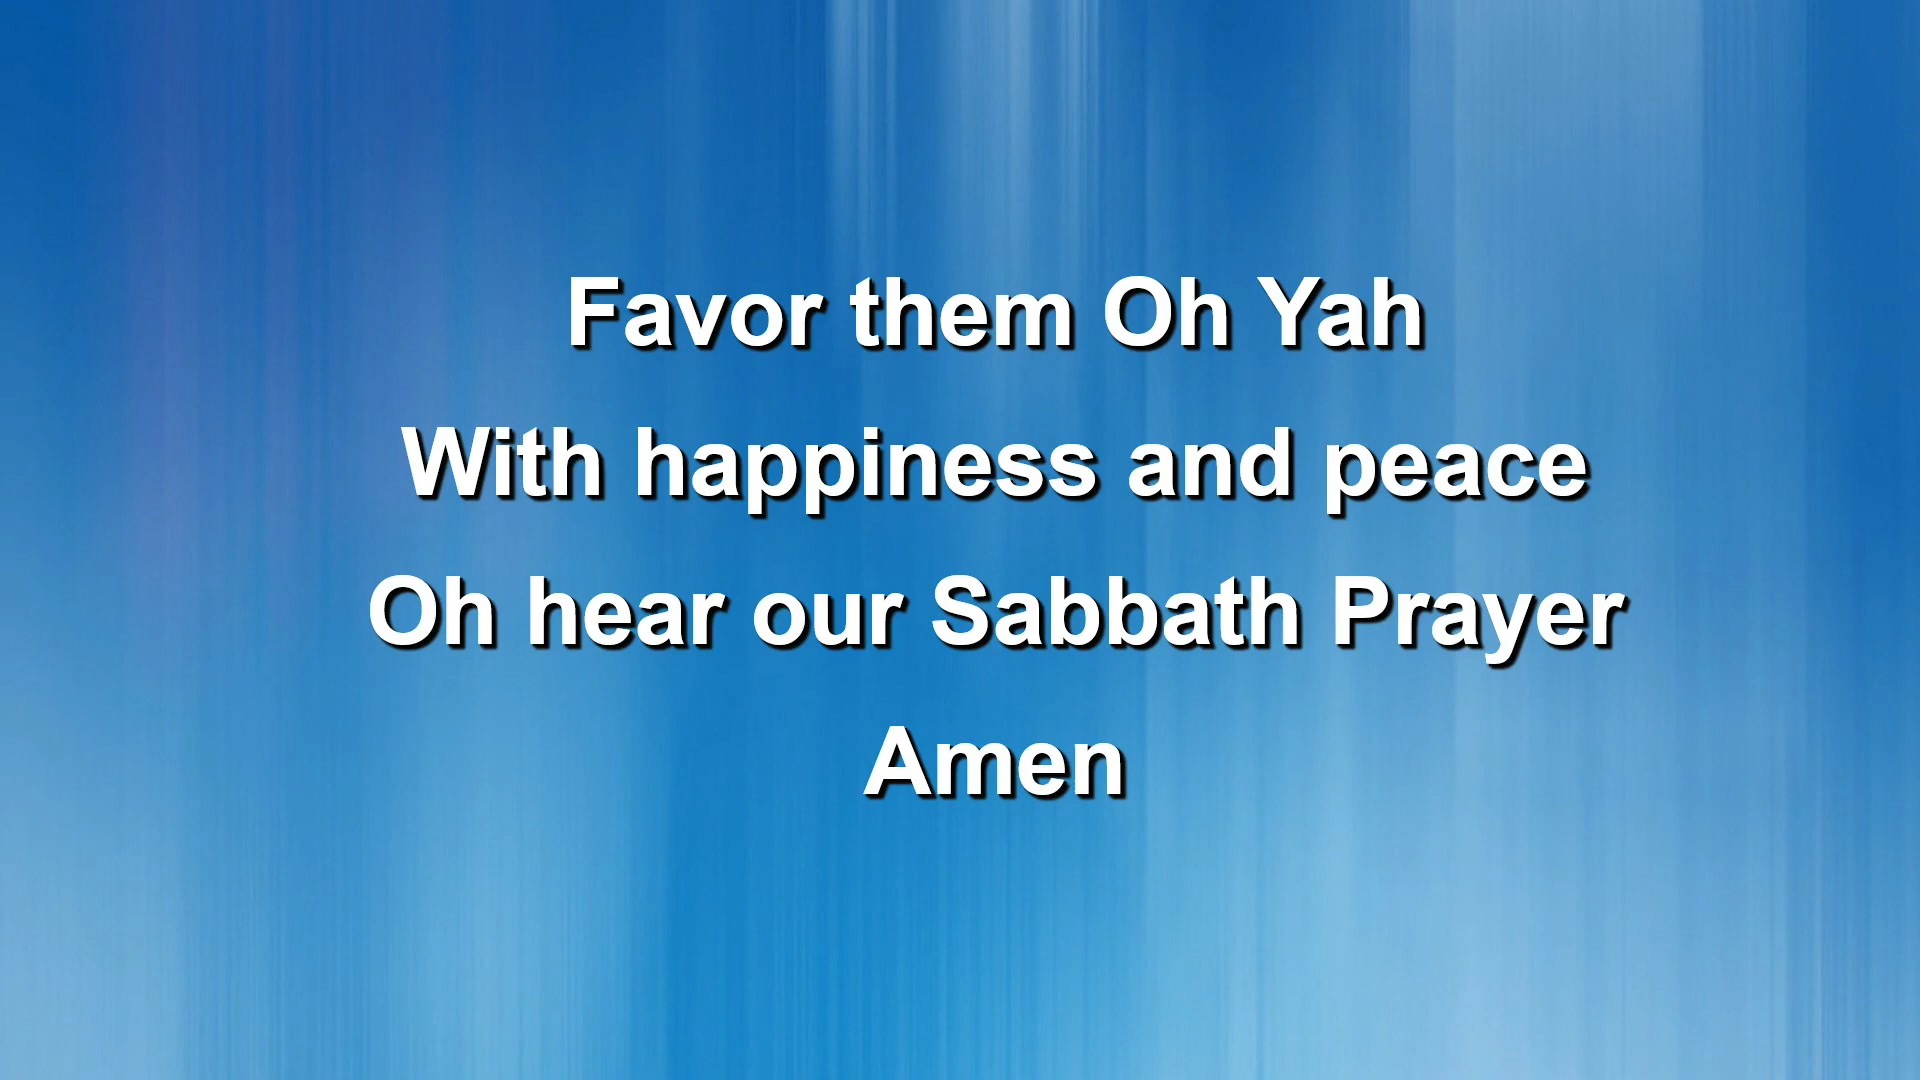 Favor them Oh Yah
With happiness and peace
Oh hear our Sabbath Prayer
Amen